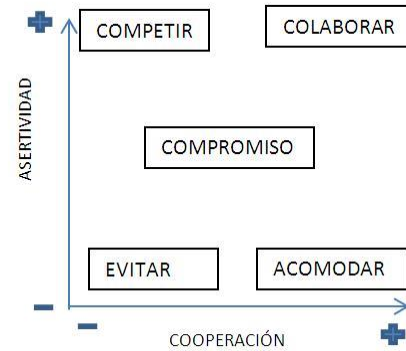 COMPETIR
COLABORAR
ASERTIVIDAD
COMPROMISO
EVITAR
ACOMODAR
COOPERACIÓN